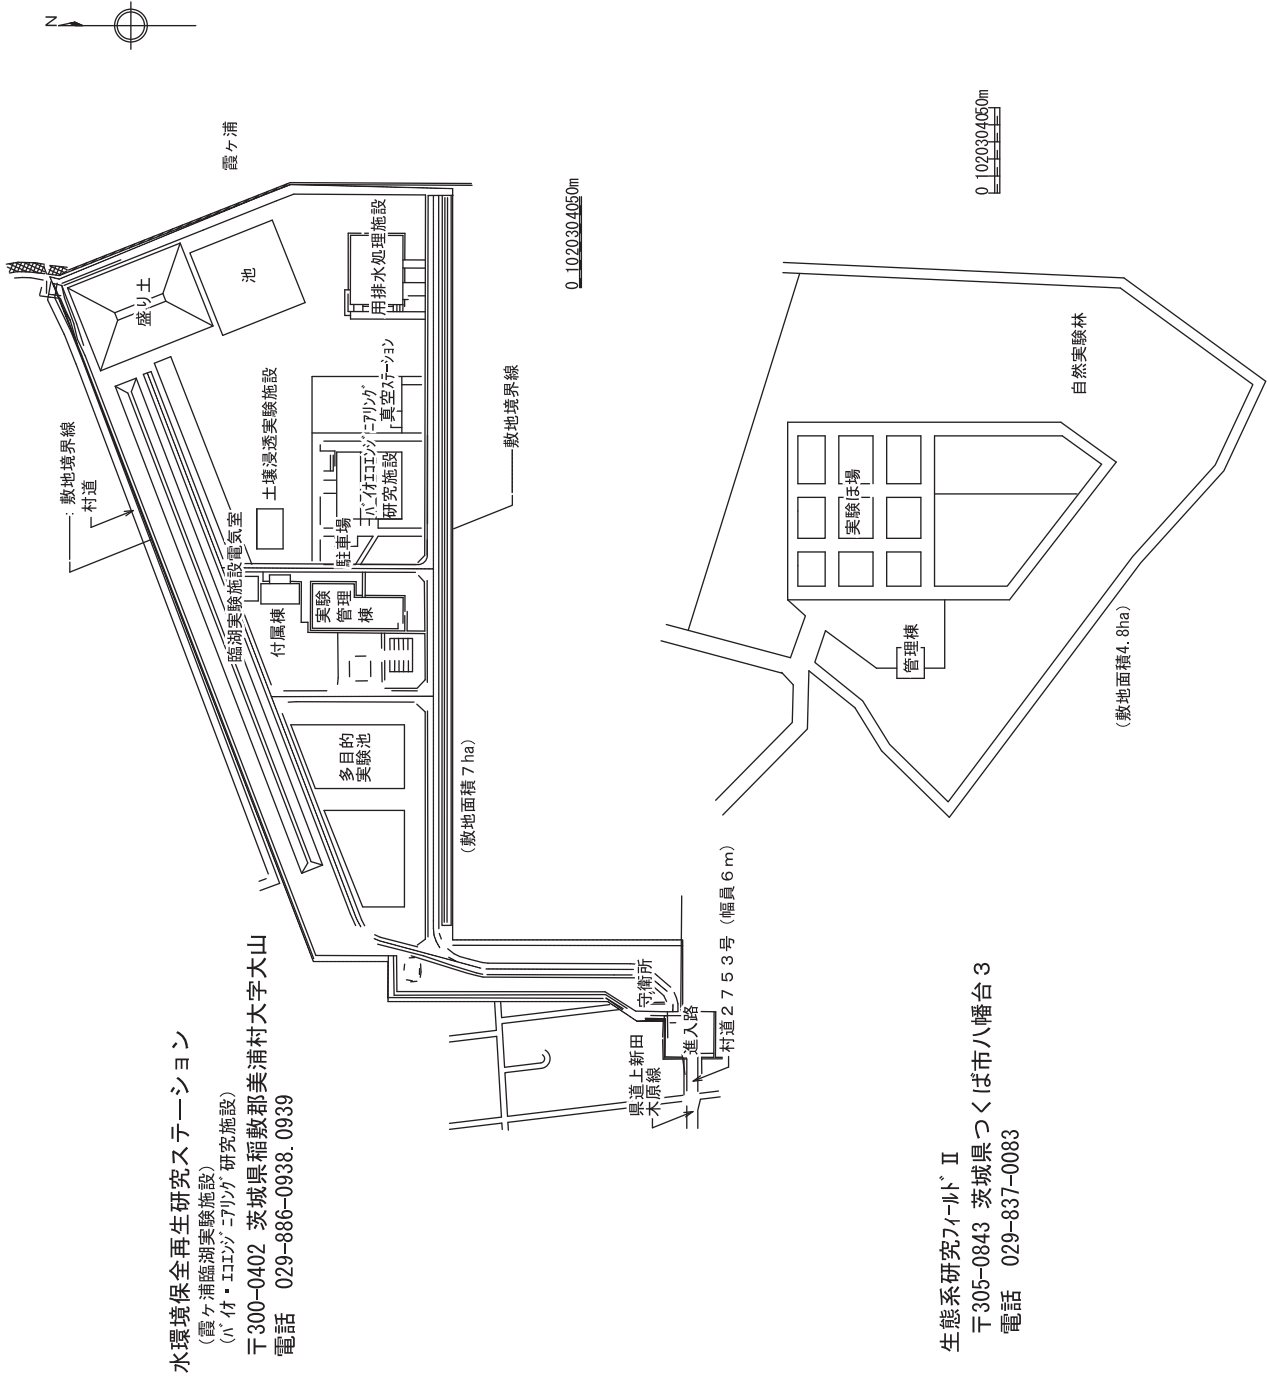 水環境保全再生研究ステーション
(霞ヶ浦臨湖実験施設)
(ﾊﾞｲｵ・ｴｺｴﾝｼﾞﾆｱﾘﾝｸﾞ研究施設)
〒300-0402 茨城県稲敷郡美浦村大字大山
電話 029-886-0938.0939
N
霞ヶ浦
：敷地境界線
村道
盛り土
池
用排水処理施設
土壌浸透実験施設
ﾊﾞｲｵｴｺｴﾝｼﾞﾆｱﾘﾝｸﾞ
研究施設
真空ｽﾃｰｼｮﾝ
駐車場
臨湖実験施設電気室
付属棟
実験
管理
棟
多目的
実験池
敷地境界線
0 1020304050m
(敷地面積７ha)
守衛所
進入路
村道２７５３号（幅員６ｍ）
県道上新田
木原線
生態系研究ﾌｨｰﾙﾄﾞⅡ
〒305-0843 茨城県つくば市八幡台３
電話 029-837-0083
0 1020304050m
自然実験林
実験ほ場
管理棟
(敷地面積4.8ha)